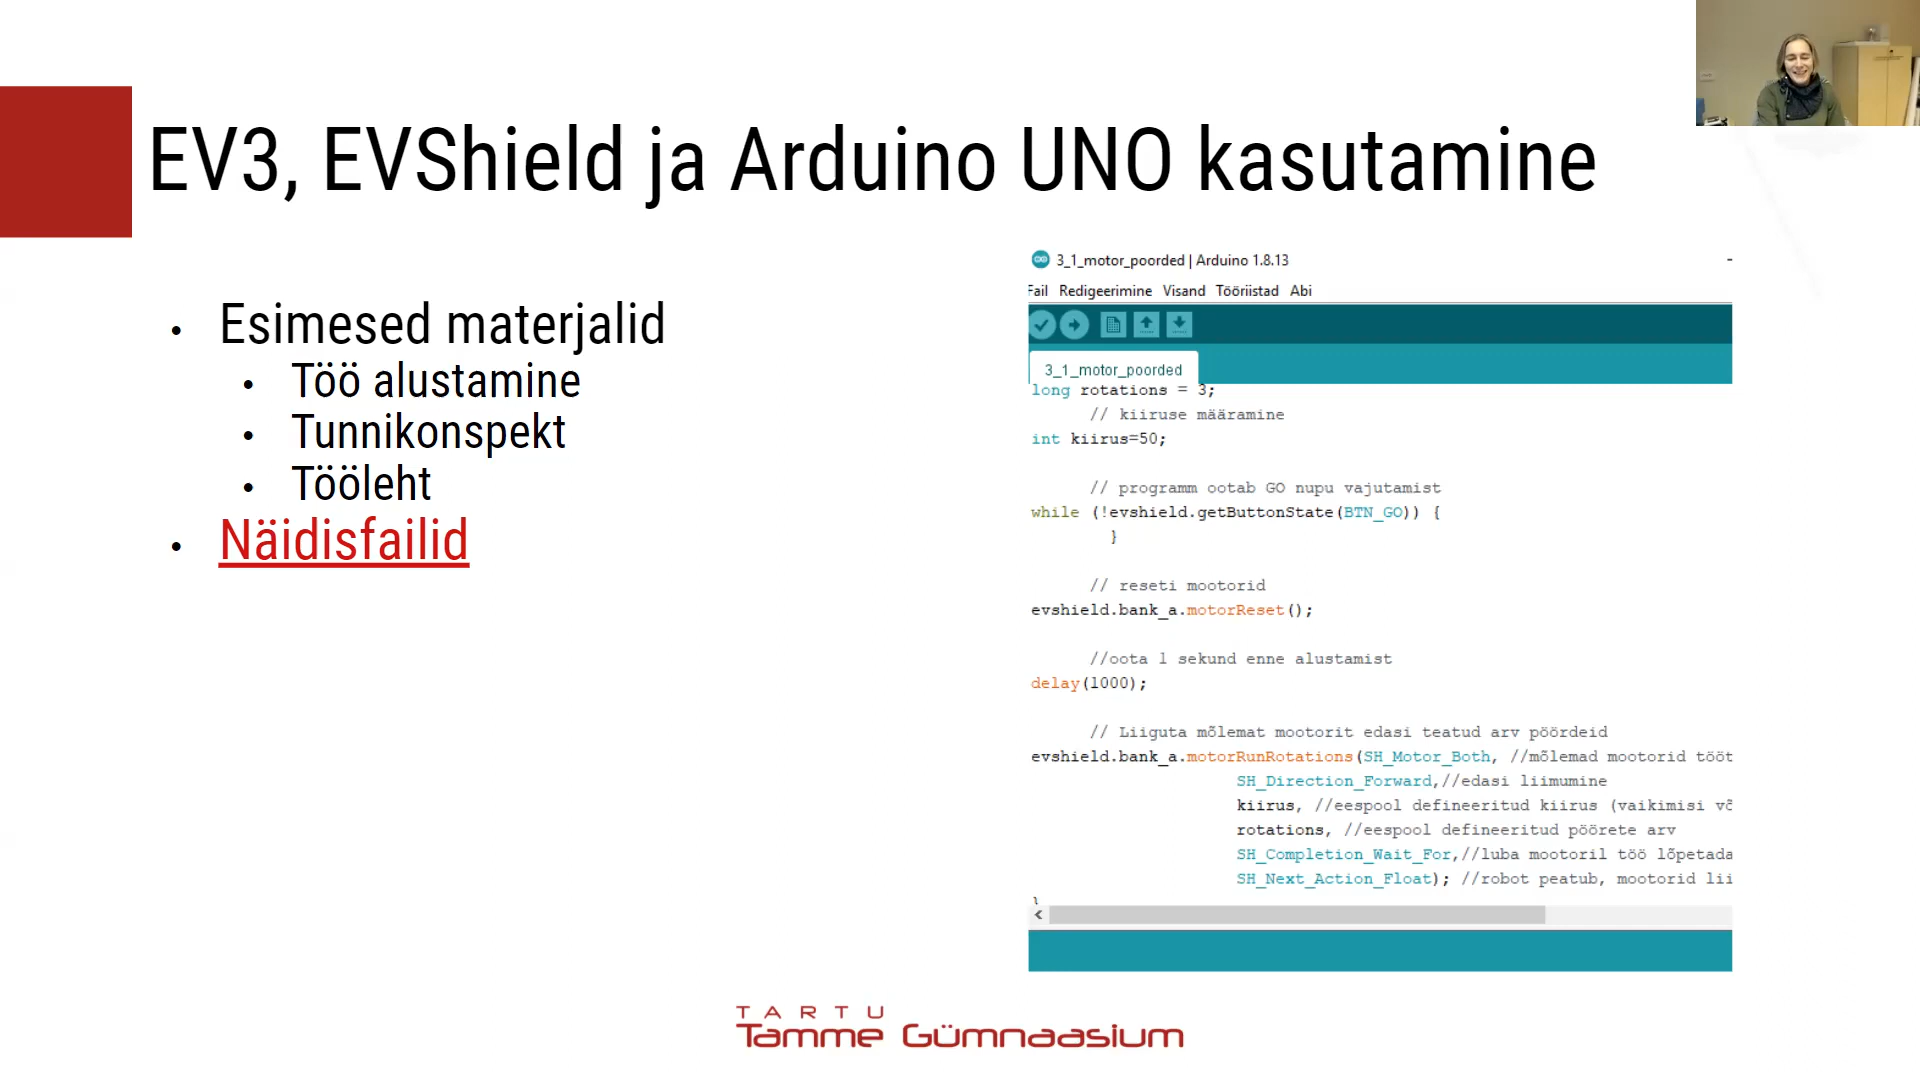 EV3, EVShield ja Arduino UNO kasutamine
Esimesed materjalid
Töö alustamine
Tunnikonspekt
Tööleht
Näidisfailid
3_1_motor_poorded | Arduino 1.8.13
Fail Redigeerimine Visand Tööriistad Abi
3_1_motor_poorded
long rotations = 3;
// kiiruse määramine
int kiirus=50;
// programm ootab GO nupu vajutamist
while (!evshield.getButtonState(BTN_GO)) {
}
// reseti mootorid
evshield.bank_a.motorReset();
//oota 1 sekund enne alustamist
delay(1000);
// Liiguta mõlemat mootorit edasi teatud arv pöördeid
evshield.bank_a.motorRunRotations(SH_Motor_Both, //mõlemad mootorid tööt
SH_Direction_Forward,//edasi liimumine
kiirus, //eespool defineeritud kiirus (vaikimisi võ
rotations, //eespool defineeritud pöörete arv
SH_Completion_Wait_For,//luba mootoril töö lõpetada
SH_Next_Action_Float); //robot peatub, mootorid lii
}
TARTU
Tamme Gümnaasium